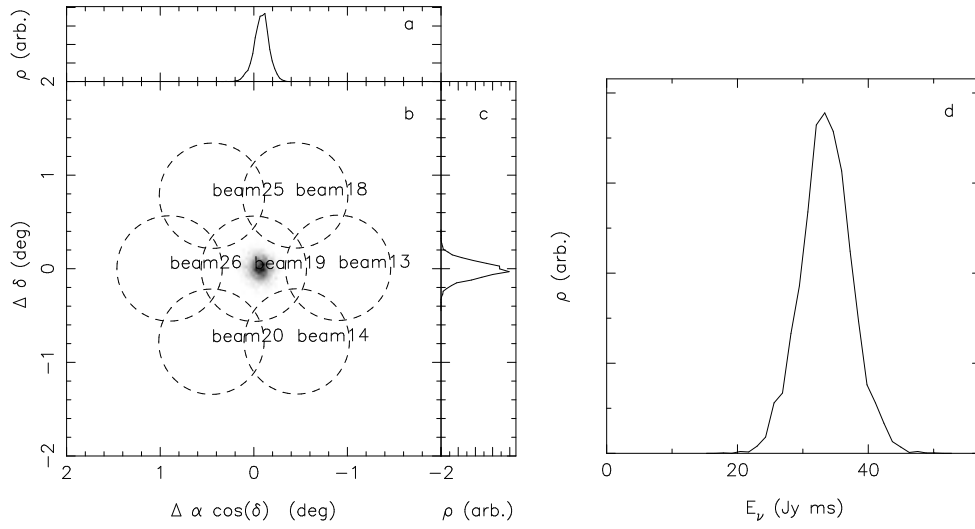 ρ (arb.)
a
2
b
c
d
1
0
−1
−2
Δ δ (deg)
beam25 beam18
beam26 beam19 beam13
beam20 beam14
ρ (arb.)
2 1 0 −1 −2
0 20 40
Δ α cos(δ) (deg)
ρ (arb.)
E_ν (Jy ms)